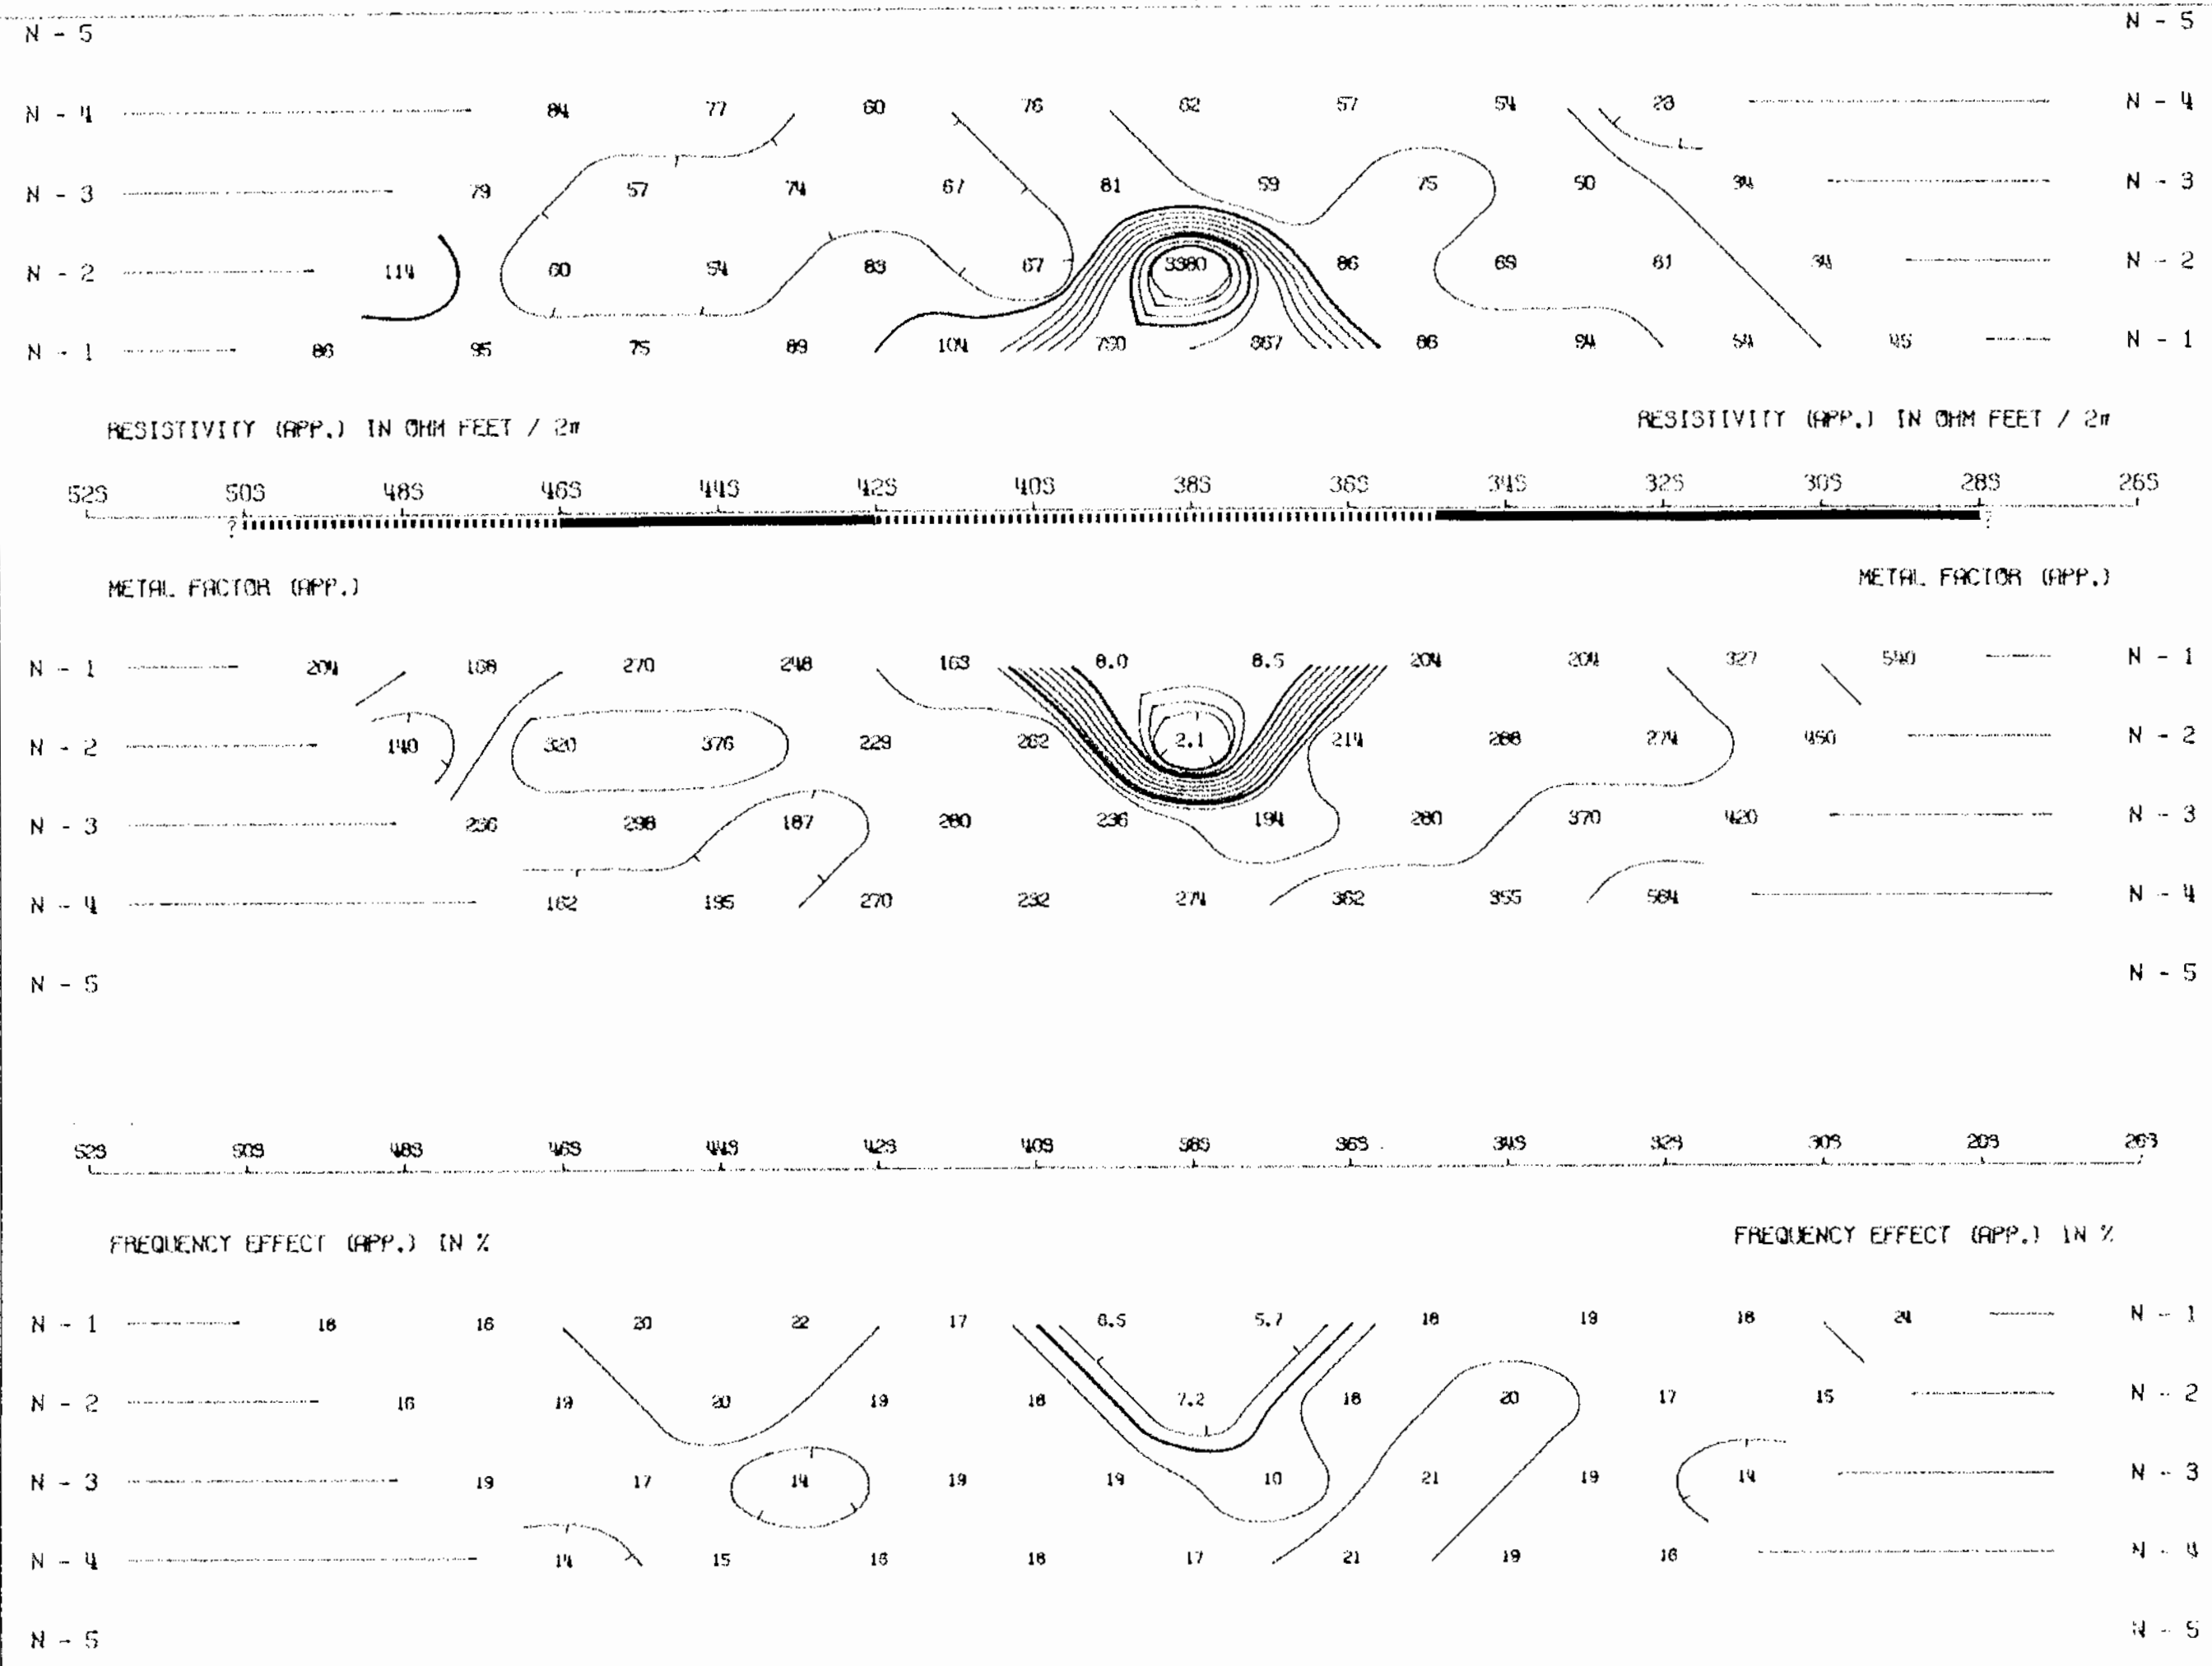 N - 5 N - 5
N - 4 84 77 60 76 62 57 54 28 N - 4
N - 3 79 57 74 67 81 59 75 50 34 N - 3
N - 2 114 60 54 83 67 3380 86 69 61 34 N - 2
N - 1 88 95 75 89 104 790 667 88 94 54 45 N - 1
RESISTIVITY (APP.) IN OHM FEET / 2π RESISTIVITY (APP.) IN OHM FEET / 2π
52S 50S 48S 46S 44S 42S 40S 38S 36S 34S 32S 30S 28S 26S
? ?
METAL FACTOR (APP.) METAL FACTOR (APP.)
N - 1 204 168 270 248 163 8.0 8.5 204 204 327 540 N - 1
N - 2 140 320 376 229 262 2.1 214 288 274 450 N - 2
N - 3 236 298 187 280 236 194 280 370 420 N - 3
N - 4 162 195 270 232 274 362 355 564 N - 4
N - 5 N - 5
52S 50S 48S 46S 44S 42S 40S 38S 36S 34S 32S 30S 28S 26S
FREQUENCY EFFECT (APP.) IN % FREQUENCY EFFECT (APP.) IN %
N - 1 18 16 20 22 17 6.5 5.7 18 19 18 24 N - 1
N - 2 16 19 20 19 18 7.2 18 20 17 15 N - 2
N - 3 19 17 14 19 19 10 21 19 14 N - 3
N - 4 14 15 16 18 17 21 19 16 N - 4
N - 5 N - 5